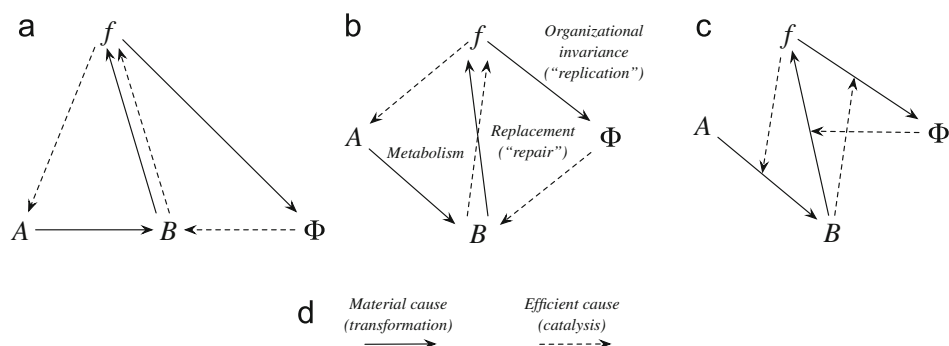 a
f
A
B
Φ
b
f
Organizational
invariance
("replication")
A
Metabolism
Replacement
("repair")
Φ
B
c
f
A
Φ
B
d
Material cause
(transformation)
Efficient cause
(catalysis)